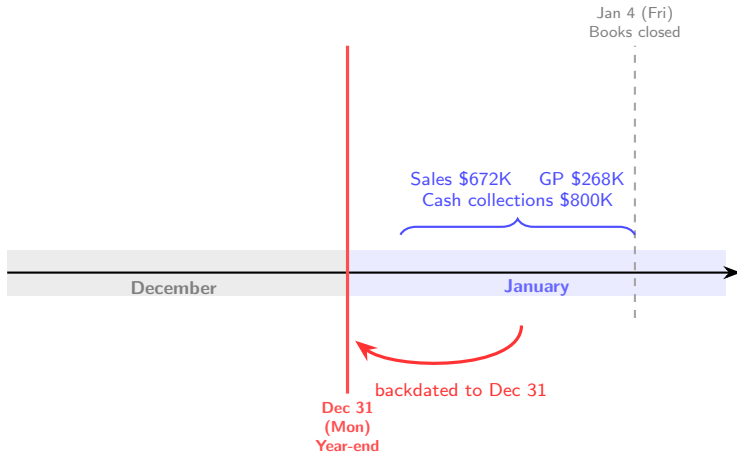 Jan 4 (Fri)
Books closed
Sales $672K GP $268K
Cash collections $800K
December
January
backdated to Dec 31
Dec 31
(Mon)
Year-end